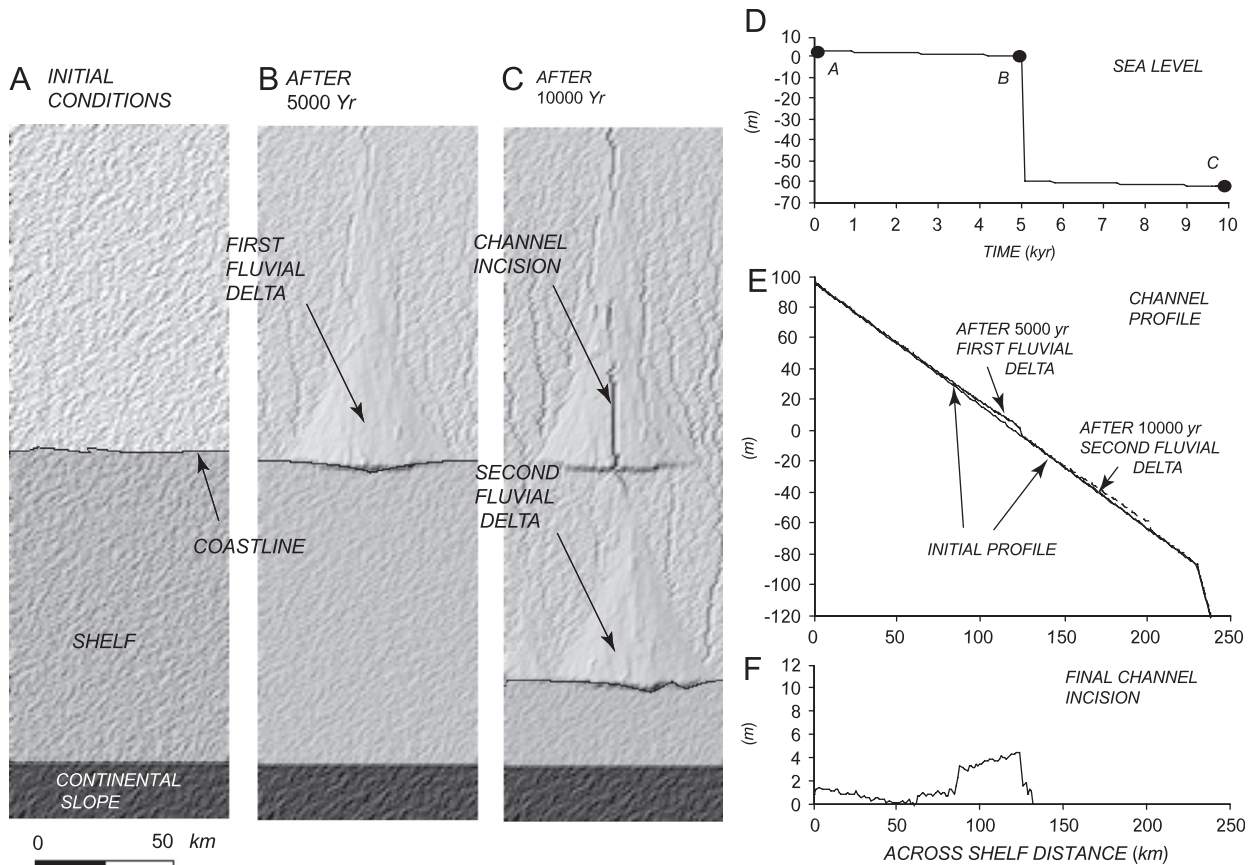 A INITIAL
CONDITIONS
B AFTER
5000 Yr
C AFTER
10000 Yr
FIRST
FLUVIAL
DELTA
CHANNEL
INCISION
SECOND
FLUVIAL
DELTA
COASTLINE
SHELF
CONTINENTAL
SLOPE
0 50 km
D
SEA LEVEL
10
0
-10
-20
-30
-40
-50
-60
-70
(m)
A
B
C
0 1 2 3 4 5 6 7 8 9 10
TIME (kyr)
E
CHANNEL
PROFILE
100
80
60
40
20
0
-20
-40
-60
-80
-100
-120
(m)
AFTER 5000 yr
FIRST FLUVIAL
DELTA
AFTER 10000 yr
SECOND FLUVIAL
DELTA
INITIAL PROFILE
0 50 100 150 200 250
F
FINAL CHANNEL
INCISION
12
10
8
6
4
2
0
(m)
0 50 100 150 200 250
ACROSS SHELF DISTANCE (km)